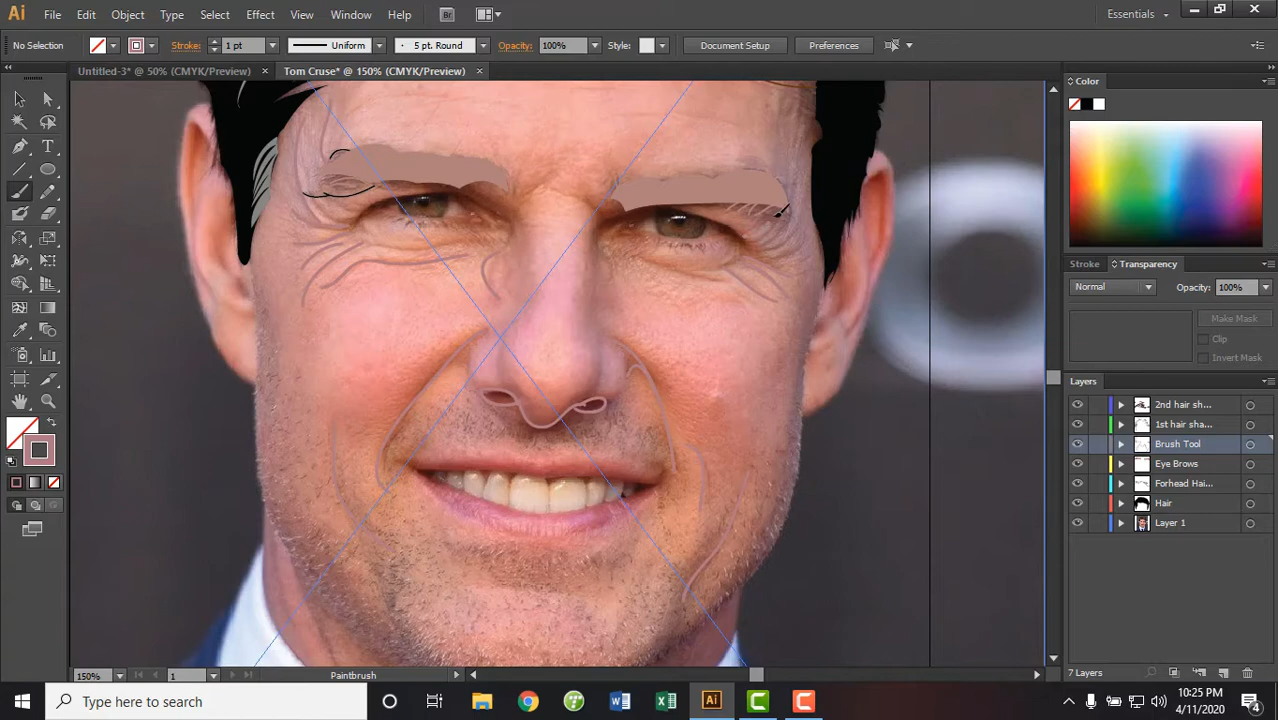 Ai File Edit Object Type Select Effect View Window Help Br Essentials
No Selection Stroke: 1 pt Uniform 5 pt. Round Opacity: 100% Style: Document Setup Preferences
Untitled-3* @ 50% (CMYK/Preview) × Tom Cruse* @ 150% (CMYK/Preview) ×
Color
Stroke Transparency
Normal Opacity: 100%
Make Mask
Clip
Invert Mask
Layers
2nd hair sha...
1st hair sha...
Brush Tool
Eye Brows
Forhead Hai...
Hair
Layer 1
7 Layers
150% 1 Paintbrush
Type here to search
Ai
10:25 PM
4/11/2020
4